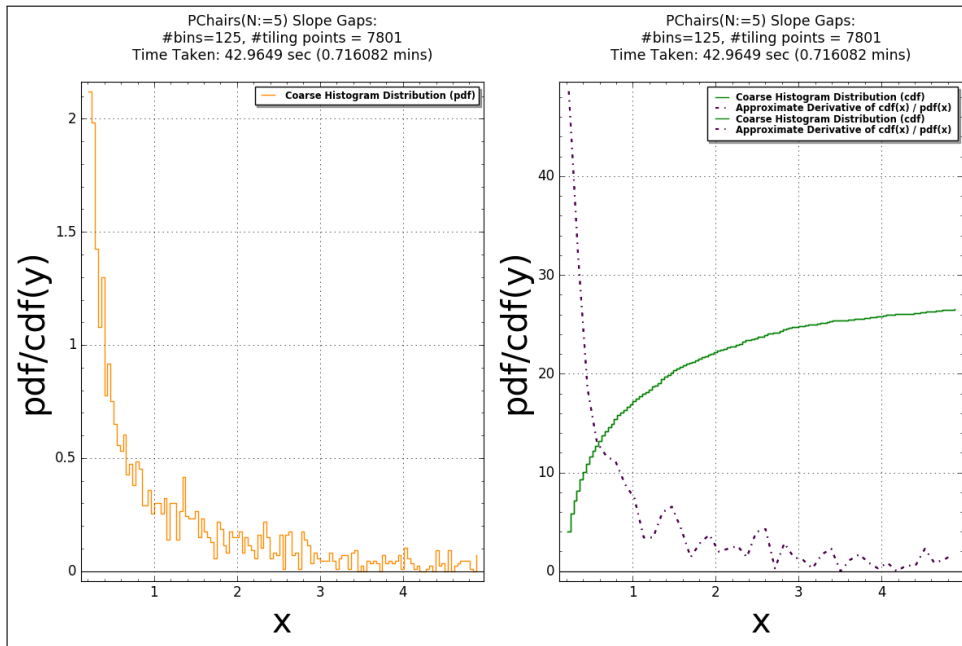 PChairs(N:=5) Slope Gaps:
#bins=125, #tiling points = 7801
Time Taken: 42.9649 sec (0.716082 mins)
Coarse Histogram Distribution (pdf)
pdf/cdf(y)
2
1.5
1
0.5
0
1
2
3
4
x
PChairs(N:=5) Slope Gaps:
#bins=125, #tiling points = 7801
Time Taken: 42.9649 sec (0.716082 mins)
Coarse Histogram Distribution (cdf)
Approximate Derivative of cdf(x) / pdf(x)
Coarse Histogram Distribution (cdf)
Approximate Derivative of cdf(x) / pdf(x)
pdf/cdf(y)
40
30
20
10
0
1
2
3
4
x